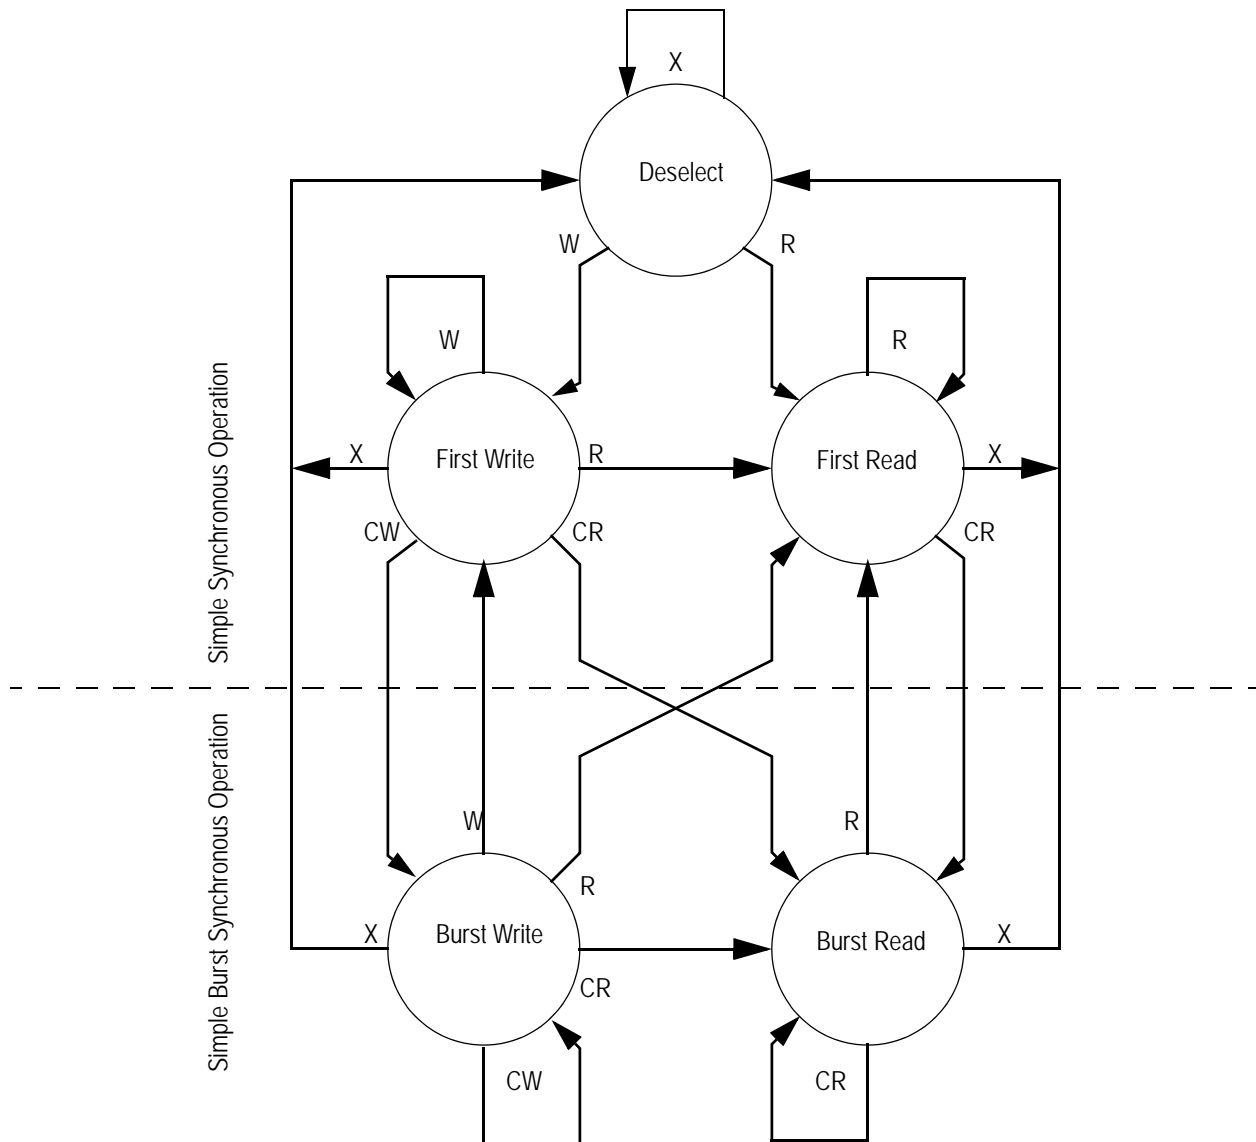 X
Deselect
W
R
W
R
Simple Synchronous Operation
X
First Write
R
First Read
X
CW
CR
CR
Simple Burst Synchronous Operation
W
R
R
X
Burst Write
Burst Read
X
CR
CW
CR